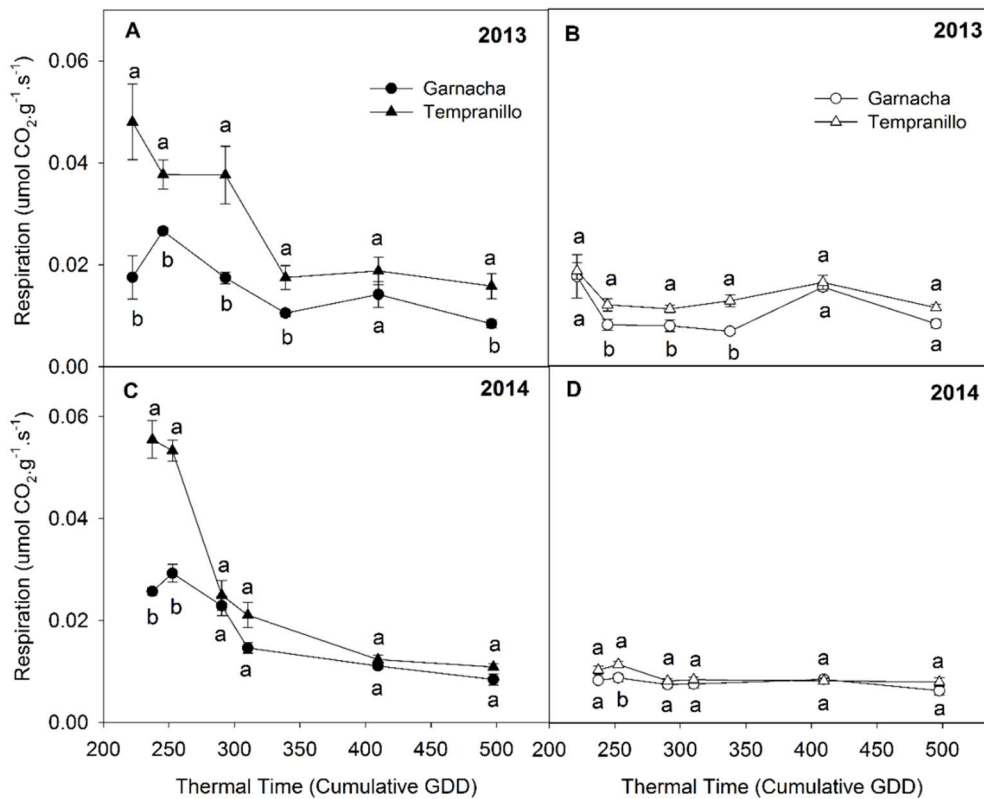 A
2013
Garnacha
Tempranillo
a
a
a
a
a
a
b
b
b
b
a
b
B
2013
Garnacha
Tempranillo
a
a
a
a
a
a
a
b
b
b
a
a
C
2014
a
a
a
a
a
a
b
b
a
a
a
a
D
2014
a
a
a
a
a
a
a
b
a
a
a
a
Respiration (umol CO₂.g⁻¹.s⁻¹)
0.06
0.04
0.02
0.00
Respiration (umol CO₂.g⁻¹.s⁻¹)
0.06
0.04
0.02
0.00
200 250 300 350 400 450 500
200 250 300 350 400 450 500
Thermal Time (Cumulative GDD)
Thermal Time (Cumulative GDD)